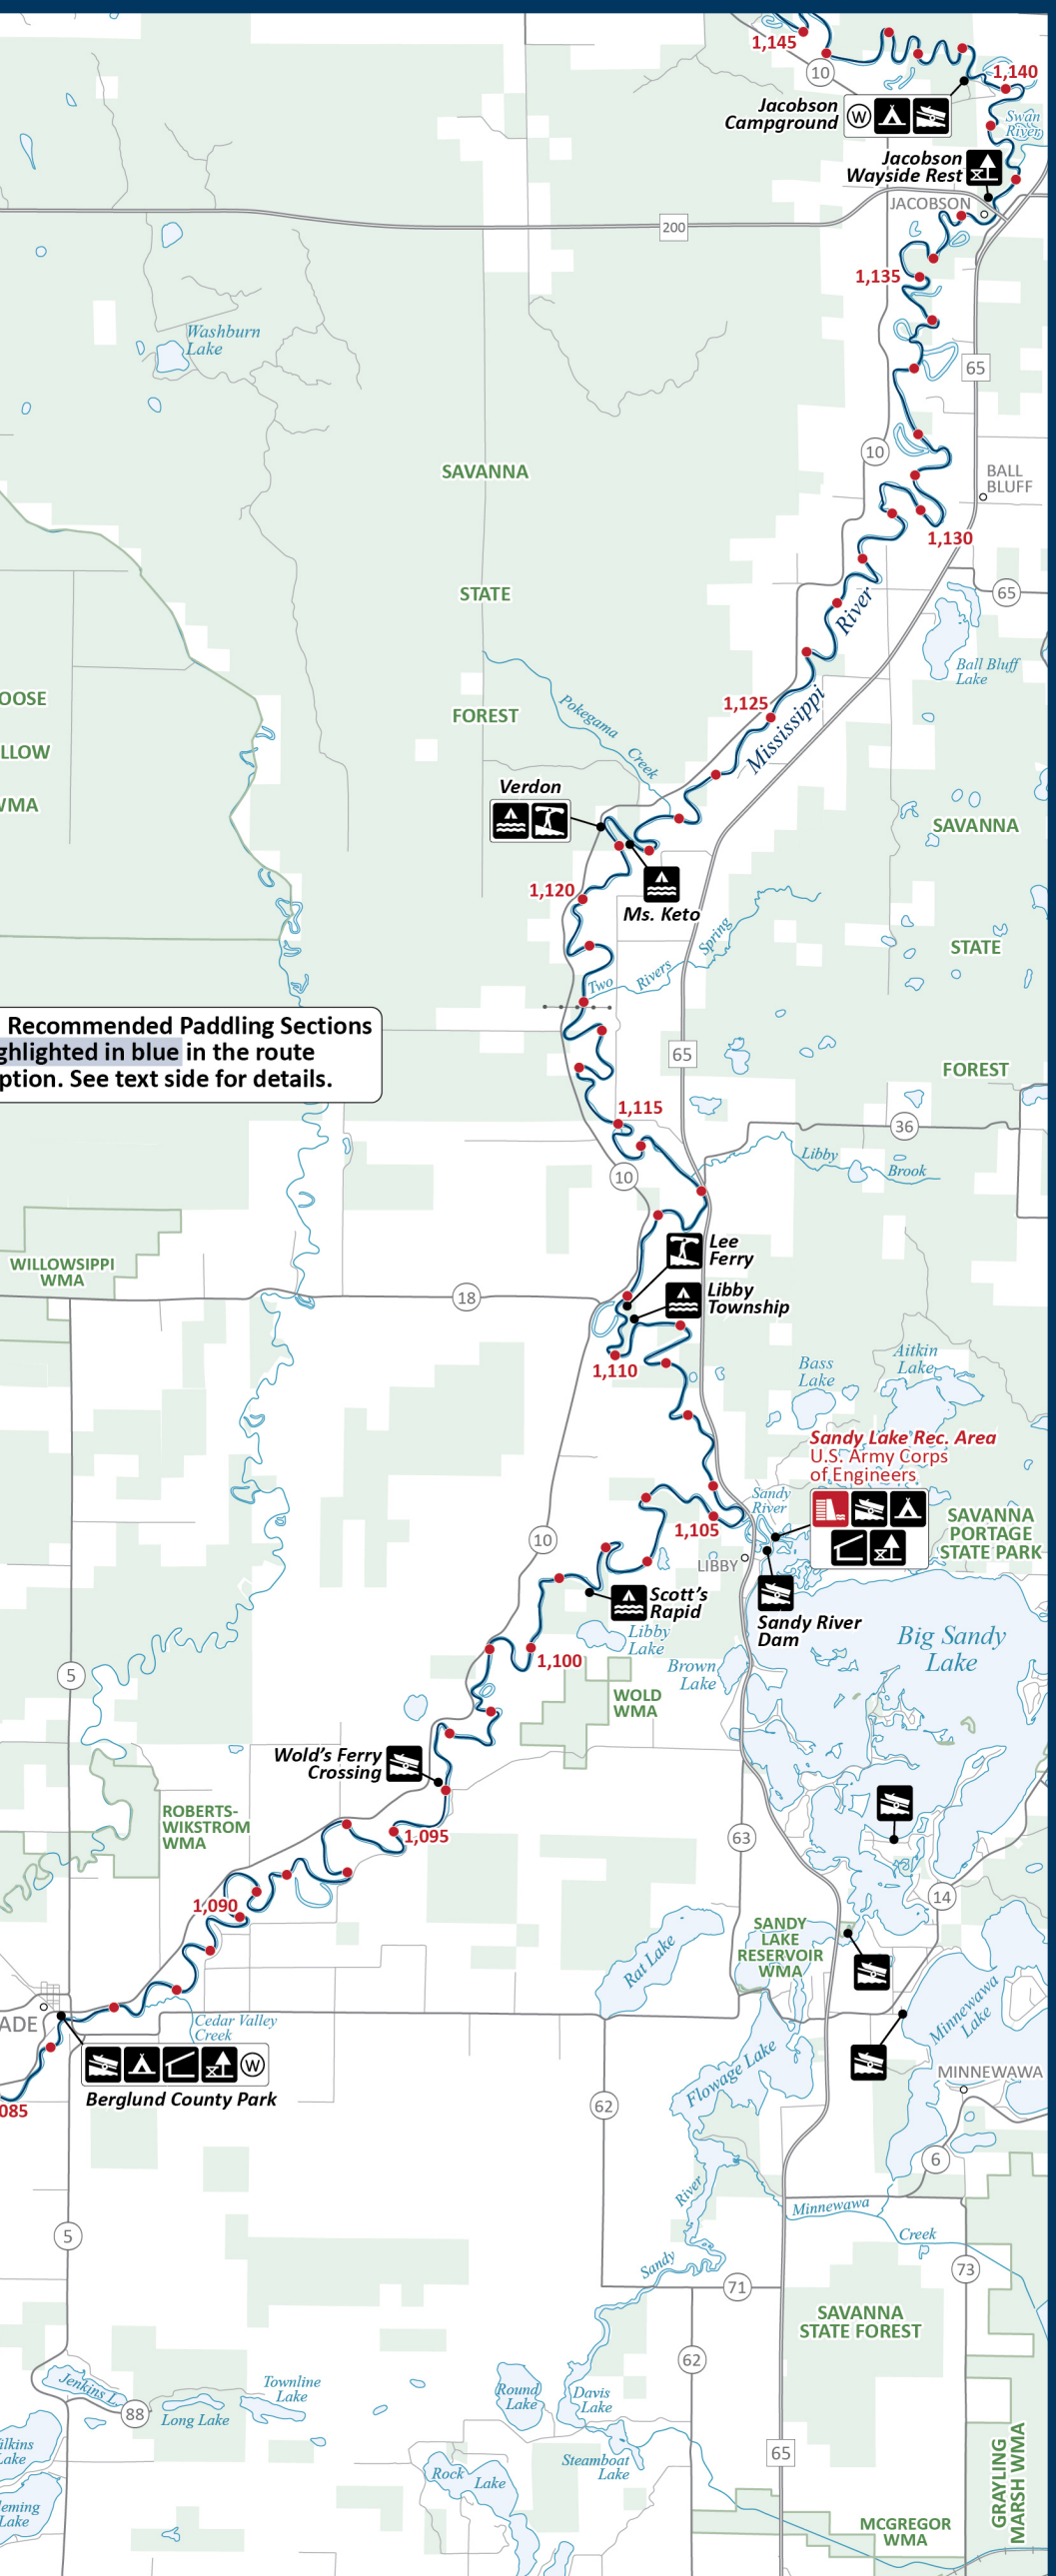 1,145
10
1,140
Jacobson
Campground
W
Swan
River
Jacobson
Wayside Rest
JACOBSON
200
1,135
Washburn
Lake
65
10
SAVANNA
BALL
BLUFF
1,130
STATE
65
River
Ball Bluff
Lake
OOSE
1,125
FOREST
Pokegama
Creek
Mississippi
LLOW
Verdon
WMA
SAVANNA
1,120
Ms. Keto
Spring
STATE
Two
Rivers
Recommended Paddling Sections
ghlighted in blue in the route
ption. See text side for details.
65
FOREST
1,115
36
Libby
Brook
10
Lee
Ferry
WILLOWSIPPI
WMA
18
Libby
Township
1,110
Bass
Lake
Aitkin
Lake
Sandy Lake Rec. Area
U.S. Army Corps
of Engineers
Sandy
River
1,105
SAVANNA
PORTAGE
STATE PARK
10
LIBBY
Scott's
Rapid
Sandy River
Dam
Libby
Lake
Big Sandy
Lake
1,100
Brown
Lake
5
WOLD
WMA
Wold's Ferry
Crossing
ROBERTS-
WIKSTROM
WMA
1,095
63
1,090
14
SANDY
LAKE
RESERVOIR
WMA
Rat Lake
Minnewawa
Lake
ADE
Cedar Valley
Creek
W
Berglund County Park
Flowage Lake
MINNEWAWA
085
62
6
River
Minnewawa
Creek
5
Sandy
73
71
SAVANNA
STATE FOREST
62
Jenkins L.
Townline
Lake
Round
Lake
Davis
Lake
88
Long Lake
ilkins
Lake
65
Steamboat
Lake
Rock Lake
GRAYLING
MARSH WMA
leming
Lake
MCGREGOR
WMA